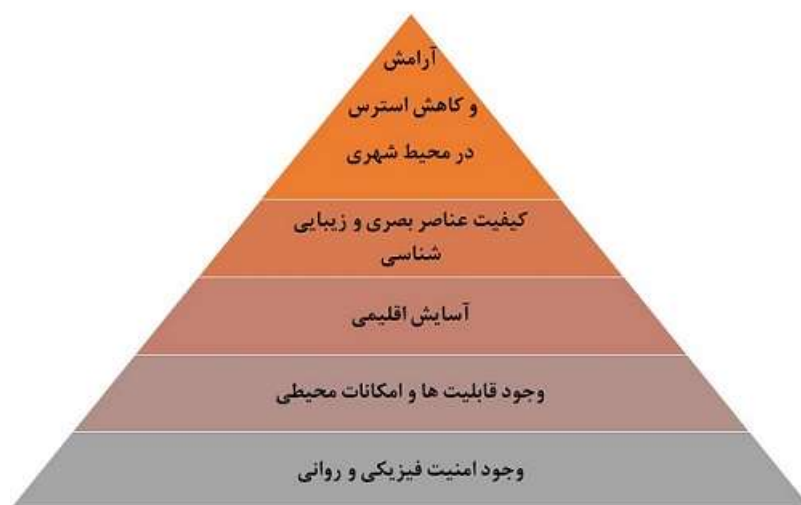 آرامش
و کاهش استرس
در محیط شهری
کیفیت عناصر بصری و زیبایی
شناسی
آسایش اقلیمی
وجود قابلیت ها و امکانات محیطی
وجود امنیت فیزیکی و روانی